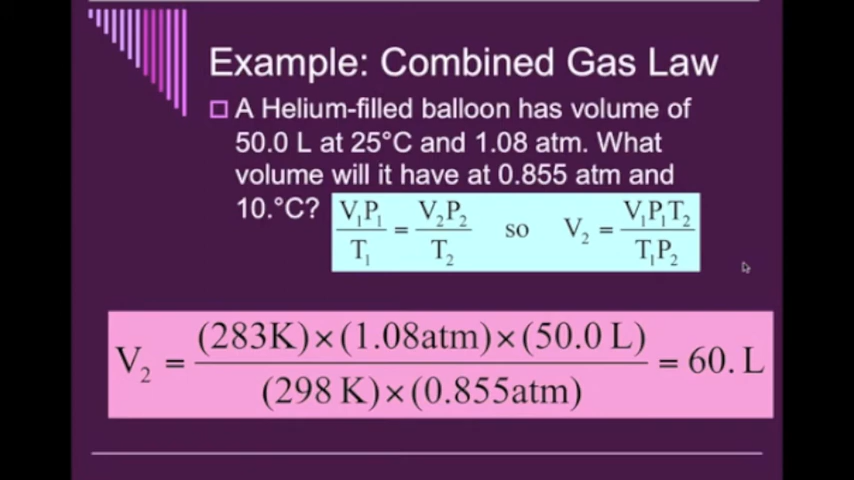 Example: Combined Gas Law
A Helium-filled balloon has volume of
50.0 L at 25°C and 1.08 atm. What
volume will it have at 0.855 atm and
10.°C? V₁P₁/T₁ = V₂P₂/T₂ so V₂ = V₁P₁T₂/T₁P₂
V₂ = (283K)×(1.08atm)×(50.0 L)/(298 K)×(0.855atm) = 60. L